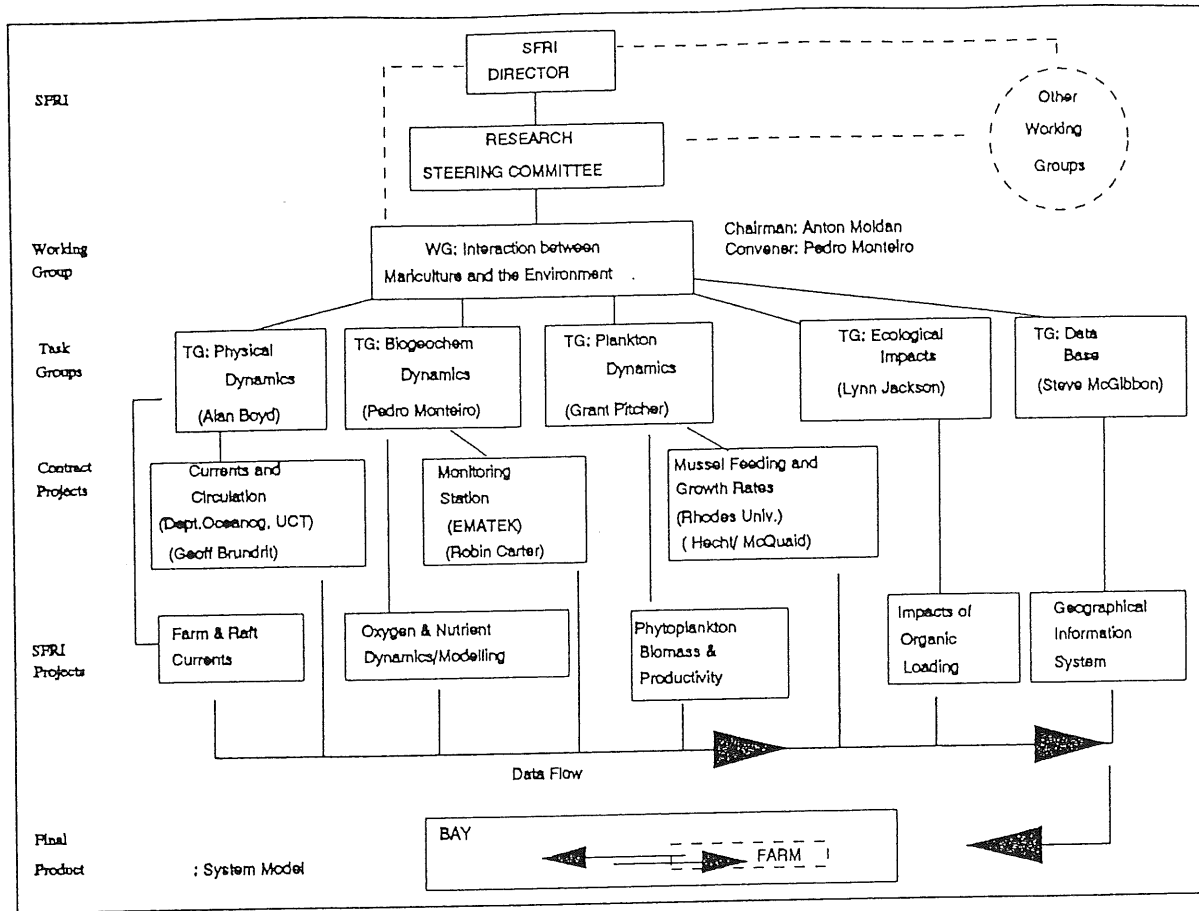 SFRI
DIRECTOR
SFRI
Other
Working
Groups
RESEARCH
STEERING COMMITTEE
Working
Group
WG: Interaction between
Mariculture and the Environment
Chairman: Anton Moldan
Convener: Pedro Monteiro
Task
Groups
TG: Physical
Dynamics
(Alan Boyd)
TG: Biogeochem
Dynamics
(Pedro Monteiro)
TG: Plankton
Dynamics
(Grant Pitcher)
TG: Ecological
Impacts
(Lynn Jackson)
TG: Data
Base
(Steve McGibbon)
Contract
Projects
Currents and
Circulation
(Dept.Oceanog, UCT)
(Geoff Brundrit)
Monitoring
Station
(EMATEK)
(Robin Carter)
Mussel Feeding and
Growth Rates
(Rhodes Univ.)
( Hecht/ McQuaid)
SFRI
Projects
Farm & Raft
Currents
Oxygen & Nutrient
Dynamics/Modelling
Phytoplankton
Biomass &
Productivity
Impacts of
Organic
Loading
Geographical
Information
System
Data Flow
Final
Product
: System Model
BAY
FARM